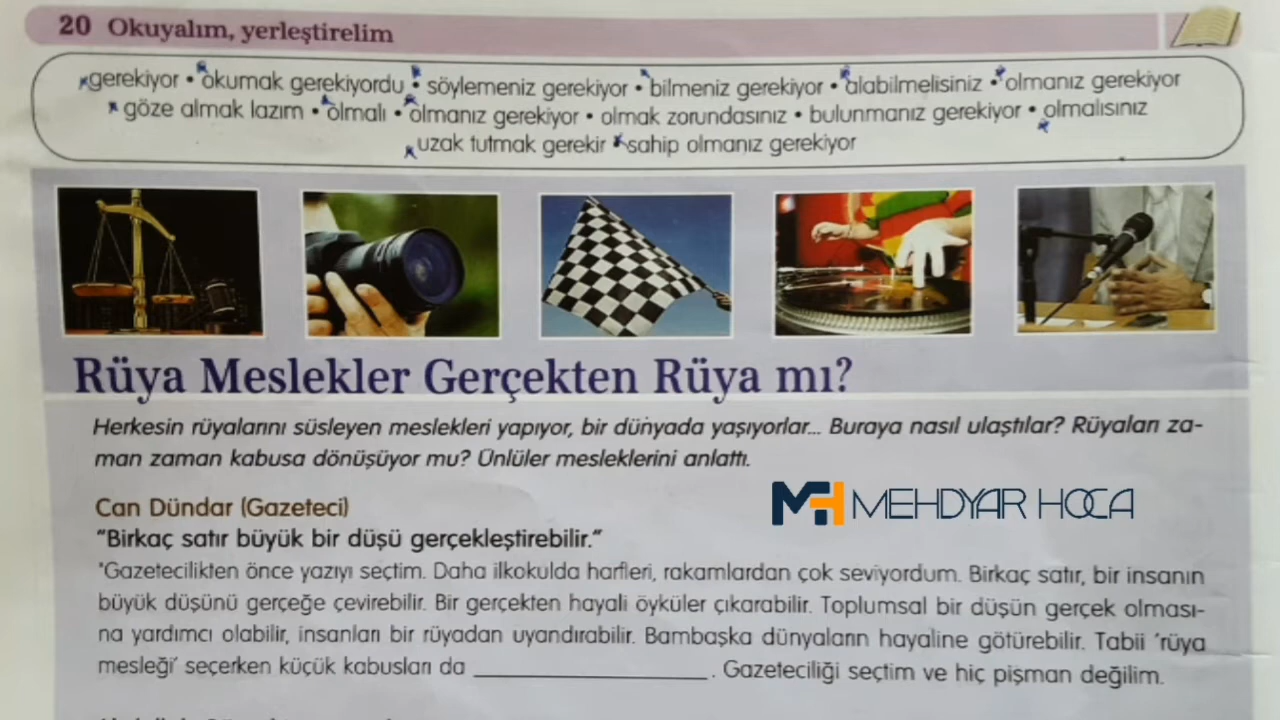 20 Okuyalım, yerleştirelim
gerekiyor • okumak gerekiyordu • söylemeniz gerekiyor • bilmeniz gerekiyor • alabilmelisiniz • olmanız gerekiyor
göze almak lazım • olmalı • olmanız gerekiyor • olmak zorundasınız • bulunmanız gerekiyor • olmalısınız
uzak tutmak gerekir • sahip olmanız gerekiyor
Rüya Meslekler Gerçekten Rüya mı?
Herkesin rüyalarını süsleyen meslekleri yapıyor, bir dünyada yaşıyorlar... Buraya nasıl ulaştılar? Rüyaları za-
man zaman kabusa dönüşüyor mu? Ünlüler mesleklerini anlattı.
MH MEHDYAR HOCA
Can Dündar (Gazeteci)
"Birkaç satır büyük bir düşü gerçekleştirebilir."
"Gazetecilikten önce yazıyı seçtim. Daha ilkokulda harfleri, rakamlardan çok seviyordum. Birkaç satır, bir insanın
büyük düşünü gerçeğe çevirebilir. Bir gerçekten hayali öyküler çıkarabilir. Toplumsal bir düşün gerçek olması-
na yardımcı olabilir, insanları bir rüyadan uyandırabilir. Bambaşka dünyaların hayaline götürebilir. Tabii 'rüya
mesleği' seçerken küçük kabusları da ____________________. Gazeteciliği seçtim ve hiç pişman değilim.